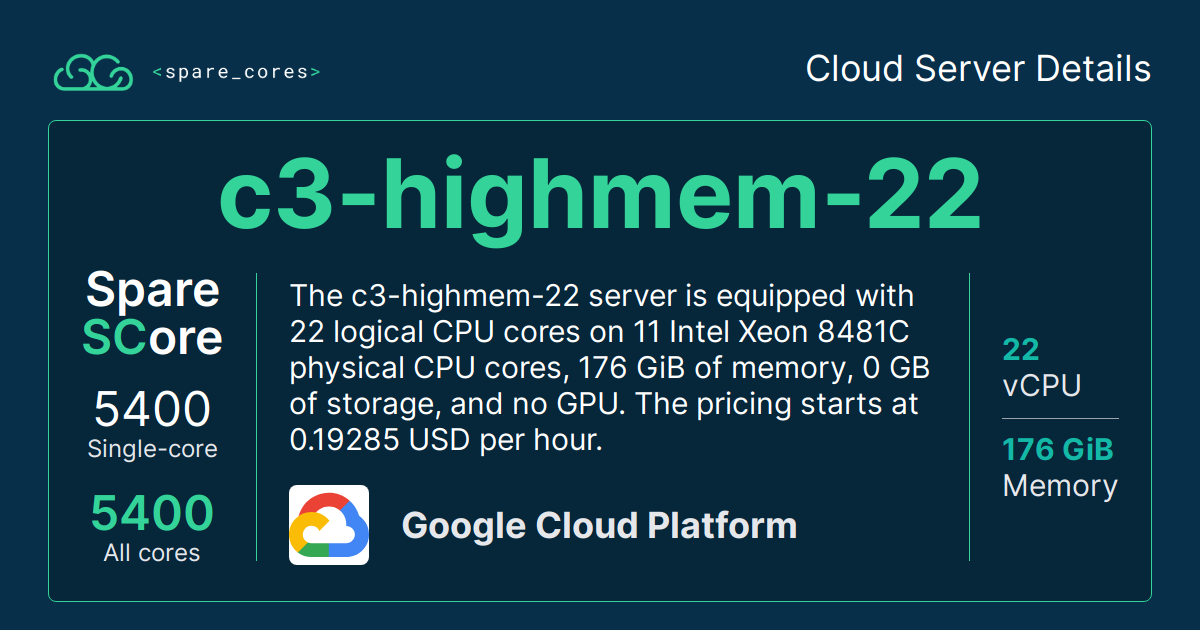 <spare_cores>
Cloud Server Details
c3-highmem-22
Spare
SCore
5400
Single-core
5400
All cores
The c3-highmem-22 server is equipped with
22 logical CPU cores on 11 Intel Xeon 8481C
physical CPU cores, 176 GiB of memory, 0 GB
of storage, and no GPU. The pricing starts at
0.19285 USD per hour.
Google Cloud Platform
22
vCPU
176 GiB
Memory